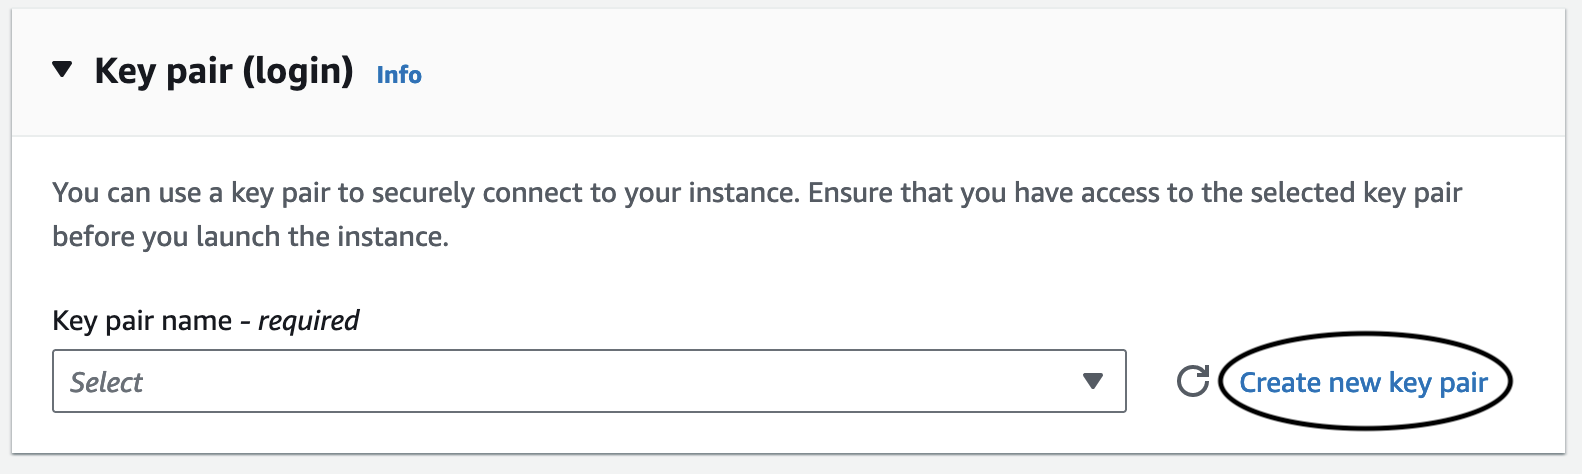 Key pair (login) Info
You can use a key pair to securely connect to your instance. Ensure that you have access to the selected key pair
before you launch the instance.
Key pair name - required
Select
Create new key pair